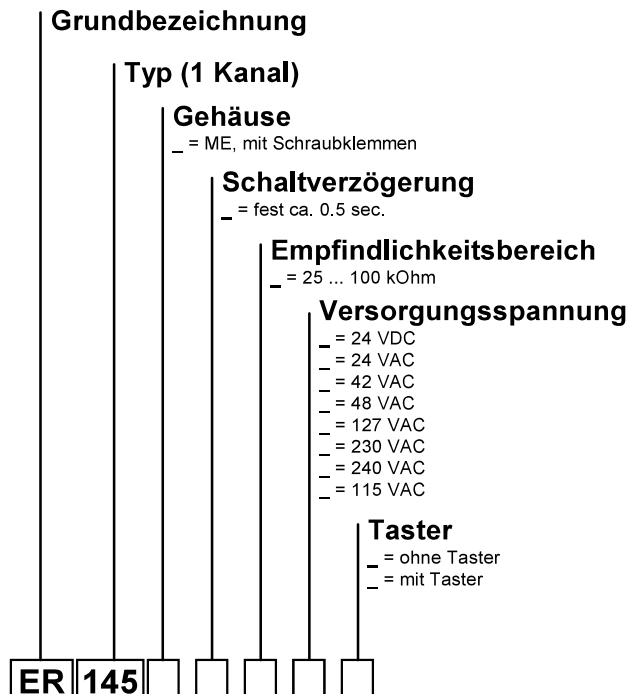 Grundbezeichnung
Typ (1 Kanal)
Gehäuse
_ = ME, mit Schraubklemmen
Schaltverzögerung
_ = fest ca. 0.5 sec.
Empfindlichkeitsbereich
_ = 25 ... 100 kOhm
Versorgungsspannung
_ = 24 VDC
_ = 24 VAC
_ = 42 VAC
_ = 48 VAC
_ = 127 VAC
_ = 230 VAC
_ = 240 VAC
_ = 115 VAC
Taster
_ = ohne Taster
_ = mit Taster
ER 145